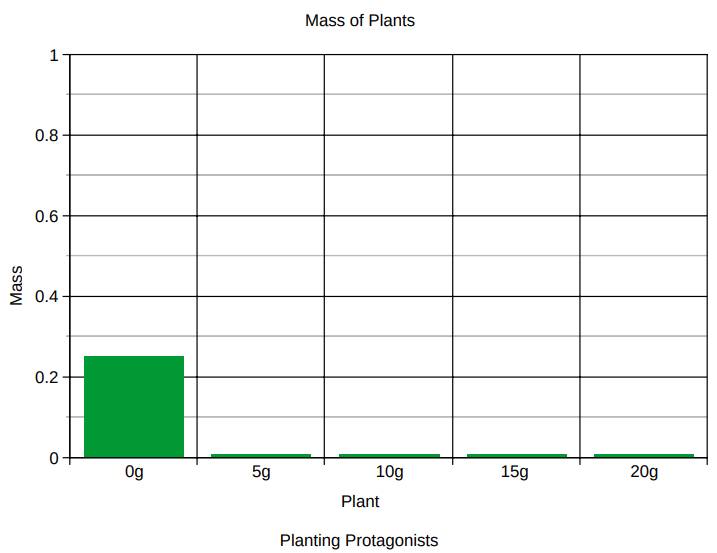 Mass of Plants
1
0.8
0.6
0.4
0.2
0
Mass
0g 5g 10g 15g 20g
Plant
Planting Protagonists